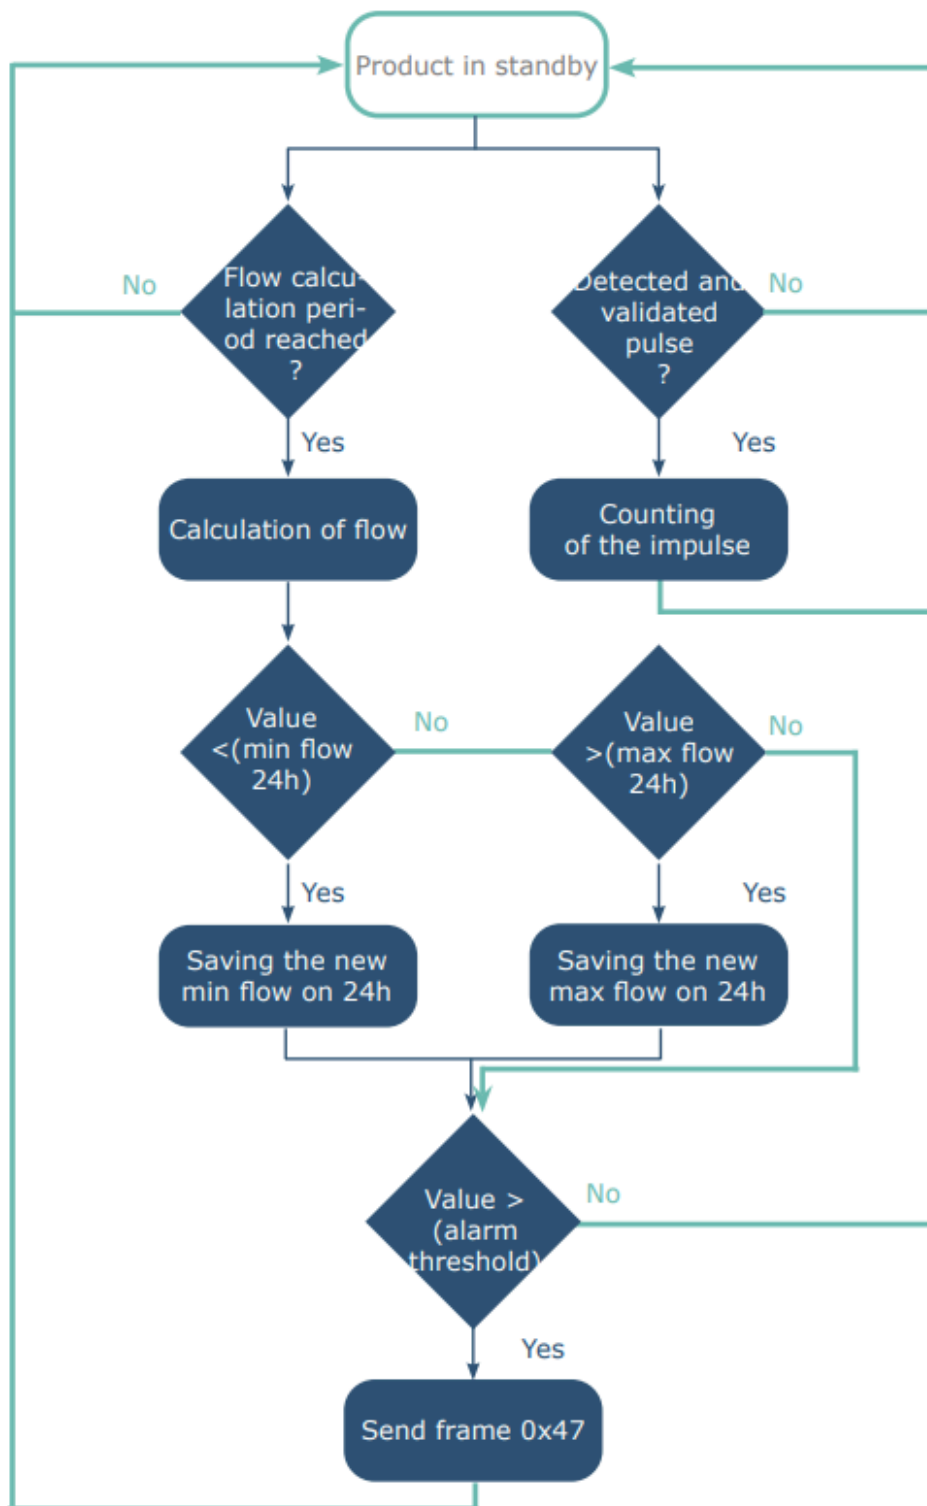 Product in standby
No
Flow calcu-
lation peri-
od reached
?
Detected and
validated
pulse
?
No
Yes
Yes
Calculation of flow
Counting
of the impulse
Value
<(min flow
24h)
No
Value
>(max flow
24h)
No
Yes
Yes
Saving the new
min flow on 24h
Saving the new
max flow on 24h
Value >
(alarm
threshold)
No
Yes
Send frame 0x47